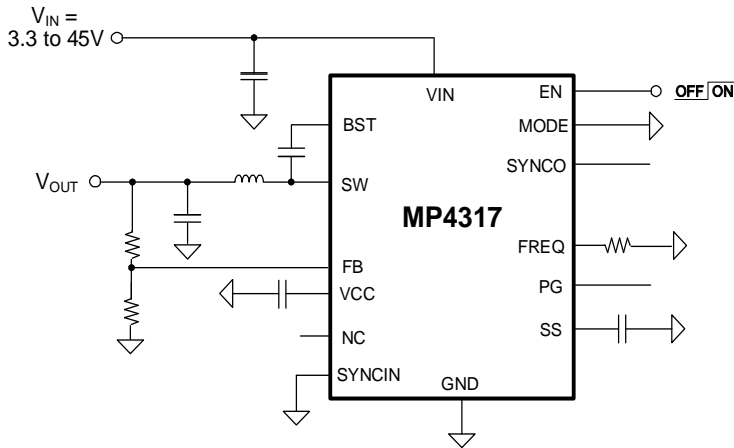 V_IN =
3.3 to 45V
VIN
EN
OFF ON
BST
MODE
SYNCO
V_OUT
SW
MP4317
FREQ
FB
VCC
PG
NC
SS
SYNCIN
GND